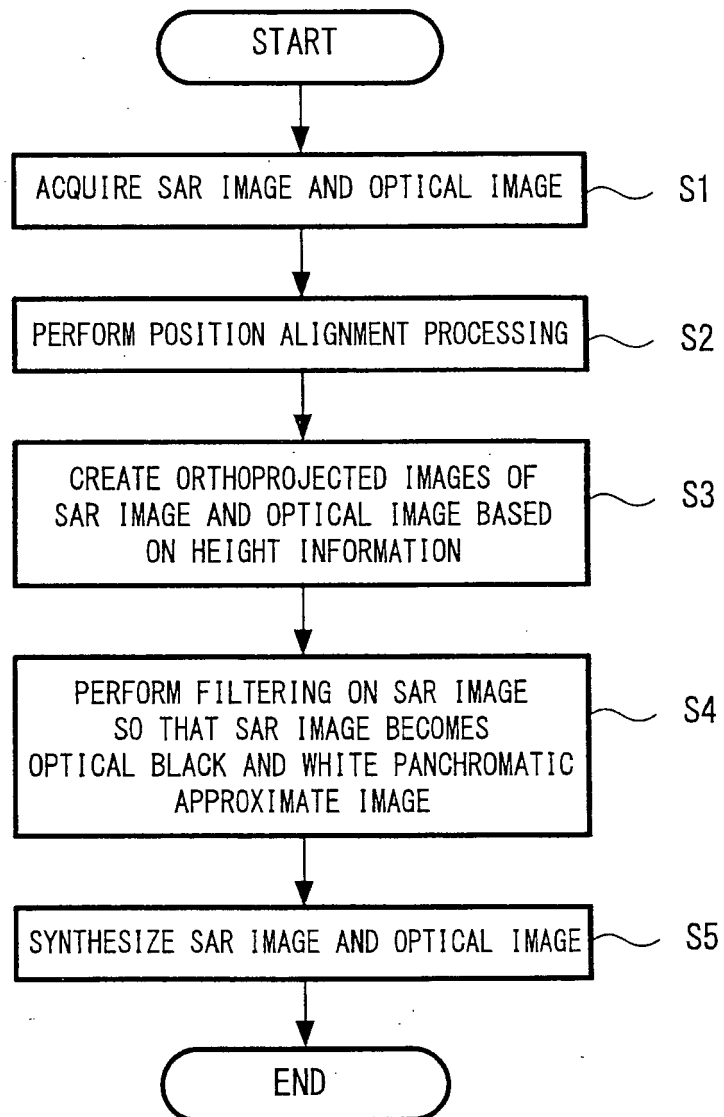 START
ACQUIRE SAR IMAGE AND OPTICAL IMAGE
S1
PERFORM POSITION ALIGNMENT PROCESSING
S2
CREATE ORTHOPROJECTED IMAGES OF
SAR IMAGE AND OPTICAL IMAGE BASED
ON HEIGHT INFORMATION
S3
PERFORM FILTERING ON SAR IMAGE
SO THAT SAR IMAGE BECOMES
OPTICAL BLACK AND WHITE PANCHROMATIC
APPROXIMATE IMAGE
S4
SYNTHESIZE SAR IMAGE AND OPTICAL IMAGE
S5
END